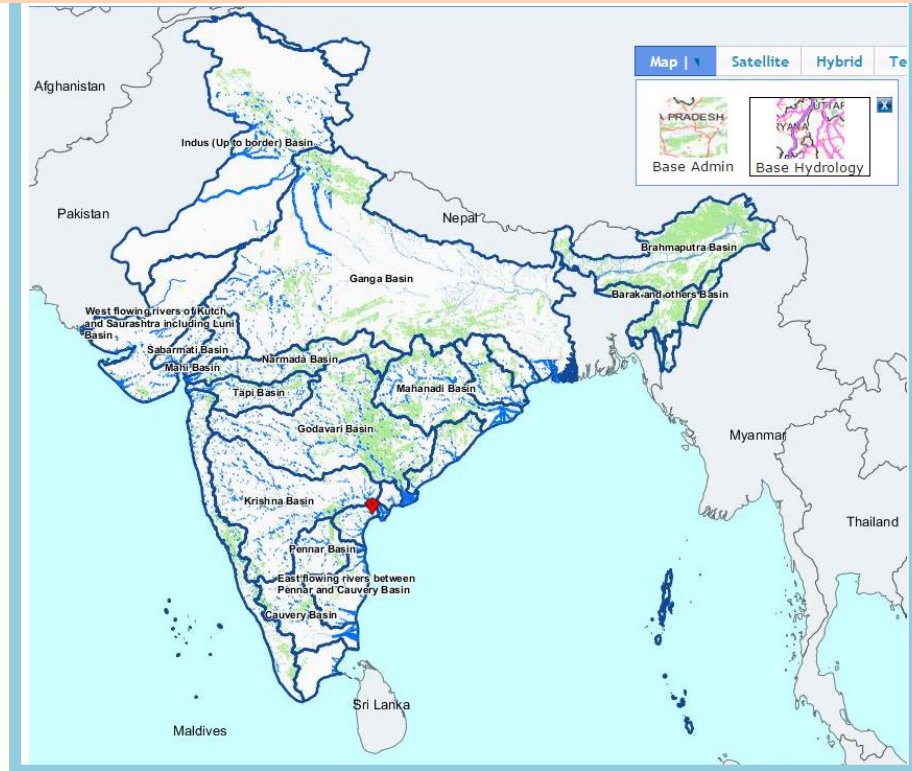 Map |
Satellite
Hybrid
Te
A PRADESH
UTTAR
RYANA
Base Admin
Base Hydrology
X
Afghanistan
Indus (Up to border) Basin
Pakistan
Nepal
Brahmaputra Basin
Ganga Basin
Barak and others Basin
West flowing rivers of Kutch
and Saurashtra including Luni
Basin
Sabarmati Basin
Mahi Basin
Narmada Basin
Tapi Basin
Mahanadi Basin
Godavari Basin
Myanmar
Krishna Basin
Thailand
Pennar Basin
East flowing rivers between
Pennar and Cauvery Basin
Cauvery Basin
Sri Lanka
Maldives